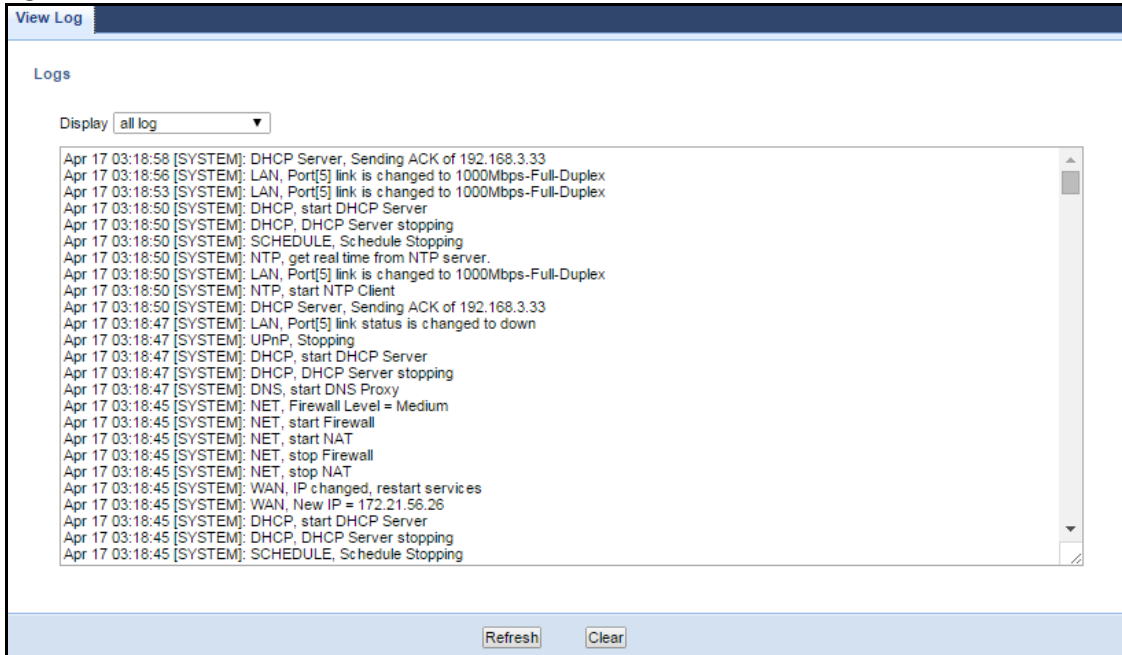 View Log
Logs
Display all log
Apr 17 03:18:58 [SYSTEM]: DHCP Server, Sending ACK of 192.168.3.33
Apr 17 03:18:56 [SYSTEM]: LAN, Port[5] link is changed to 1000Mbps-Full-Duplex
Apr 17 03:18:53 [SYSTEM]: LAN, Port[5] link is changed to 1000Mbps-Full-Duplex
Apr 17 03:18:50 [SYSTEM]: DHCP, start DHCP Server
Apr 17 03:18:50 [SYSTEM]: DHCP, DHCP Server stopping
Apr 17 03:18:50 [SYSTEM]: SCHEDULE, Schedule Stopping
Apr 17 03:18:50 [SYSTEM]: NTP, get real time from NTP server.
Apr 17 03:18:50 [SYSTEM]: LAN, Port[5] link is changed to 1000Mbps-Full-Duplex
Apr 17 03:18:50 [SYSTEM]: NTP, start NTP Client
Apr 17 03:18:50 [SYSTEM]: DHCP Server, Sending ACK of 192.168.3.33
Apr 17 03:18:47 [SYSTEM]: LAN, Port[5] link status is changed to down
Apr 17 03:18:47 [SYSTEM]: UPnP, Stopping
Apr 17 03:18:47 [SYSTEM]: DHCP, start DHCP Server
Apr 17 03:18:47 [SYSTEM]: DHCP, DHCP Server stopping
Apr 17 03:18:47 [SYSTEM]: DNS, start DNS Proxy
Apr 17 03:18:45 [SYSTEM]: NET, Firewall Level = Medium
Apr 17 03:18:45 [SYSTEM]: NET, start Firewall
Apr 17 03:18:45 [SYSTEM]: NET, start NAT
Apr 17 03:18:45 [SYSTEM]: NET, stop Firewall
Apr 17 03:18:45 [SYSTEM]: NET, stop NAT
Apr 17 03:18:45 [SYSTEM]: WAN, IP changed, restart services
Apr 17 03:18:45 [SYSTEM]: WAN, New IP = 172.21.56.26
Apr 17 03:18:45 [SYSTEM]: DHCP, start DHCP Server
Apr 17 03:18:45 [SYSTEM]: DHCP, DHCP Server stopping
Apr 17 03:18:45 [SYSTEM]: SCHEDULE, Schedule Stopping
Refresh Clear